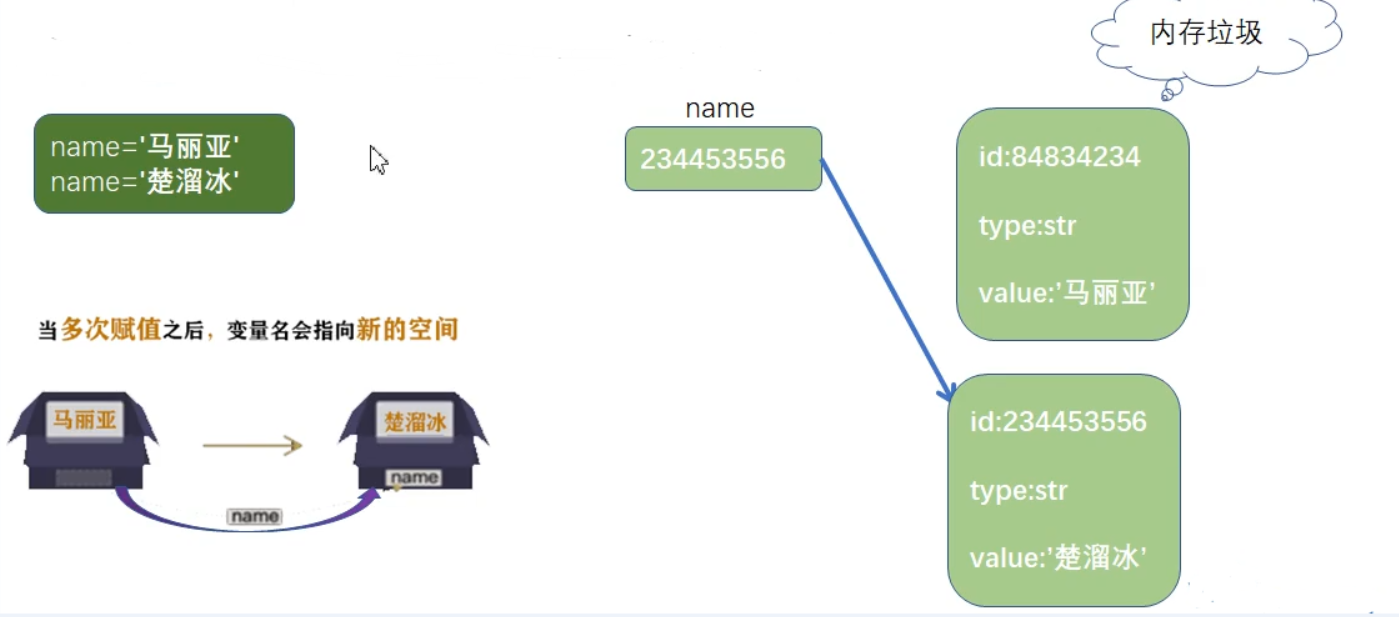 内存垃圾
name='马丽亚'
name='楚溜冰'
name
234453556
id:84834234
type:str
value:’马丽亚’
当多次赋值之后，变量名会指向新的空间
马丽亚
楚溜冰
name
name
id:234453556
type:str
value:’楚溜冰’